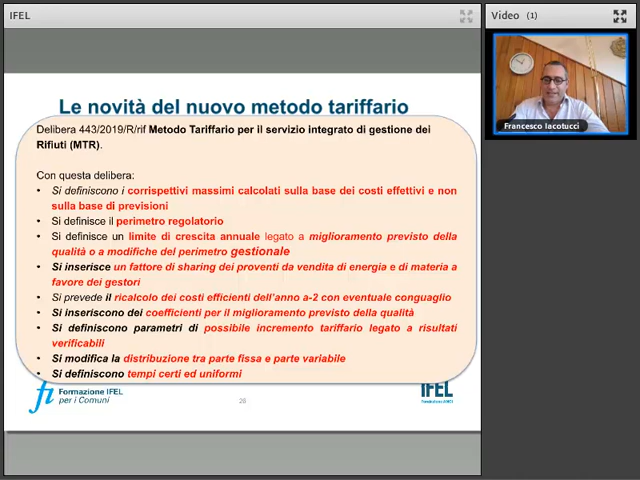 IFEL
Video (1)
Francesco Iacotucci
Le novità del nuovo metodo tariffario
Delibera 443/2019/R/rif Metodo Tariffario per il servizio integrato di gestione dei
Rifiuti (MTR).
Con questa delibera:
• Si definiscono i corrispettivi massimi calcolati sulla base dei costi effettivi e non
sulla base di previsioni
• Si definisce il perimetro regolatorio
• Si definisce un limite di crescita annuale legato a miglioramento previsto della
qualità o a modifiche del perimetro gestionale
• Si inserisce un fattore di sharing dei proventi da vendita di energia e di materia a
favore dei gestori
• Si prevede il ricalcolo dei costi efficienti dell'anno a-2 con eventuale conguaglio
• Si inseriscono dei coefficienti per il miglioramento previsto della qualità
• Si definiscono parametri di possibile incremento tariffario legato a risultati
verificabili
• Si modifica la distribuzione tra parte fissa e parte variabile
• Si definiscono tempi certi ed uniformi
fi Formazione IFEL
per i Comuni
26
IFEL
Fondazione ANCI